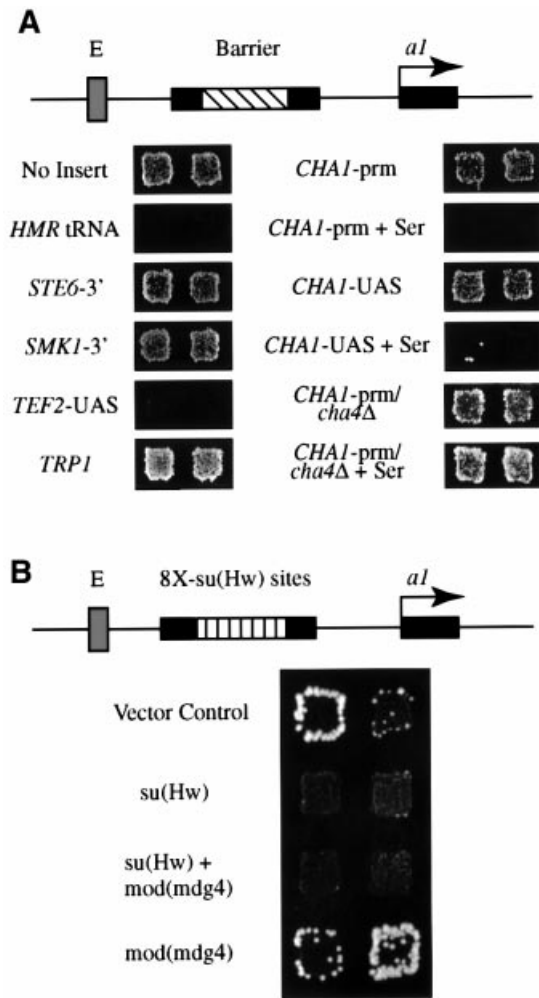 A
E Barrier a1
No Insert
HMR tRNA
STE6-3'
SMK1-3'
TEF2-UAS
TRP1
CHA1-prm
CHA1-prm + Ser
CHA1-UAS
CHA1-UAS + Ser
CHA1-prm/
cha4Δ
CHA1-prm/
cha4Δ + Ser
B
E 8X-su(Hw) sites a1
Vector Control
su(Hw)
su(Hw) +
mod(mdg4)
mod(mdg4)